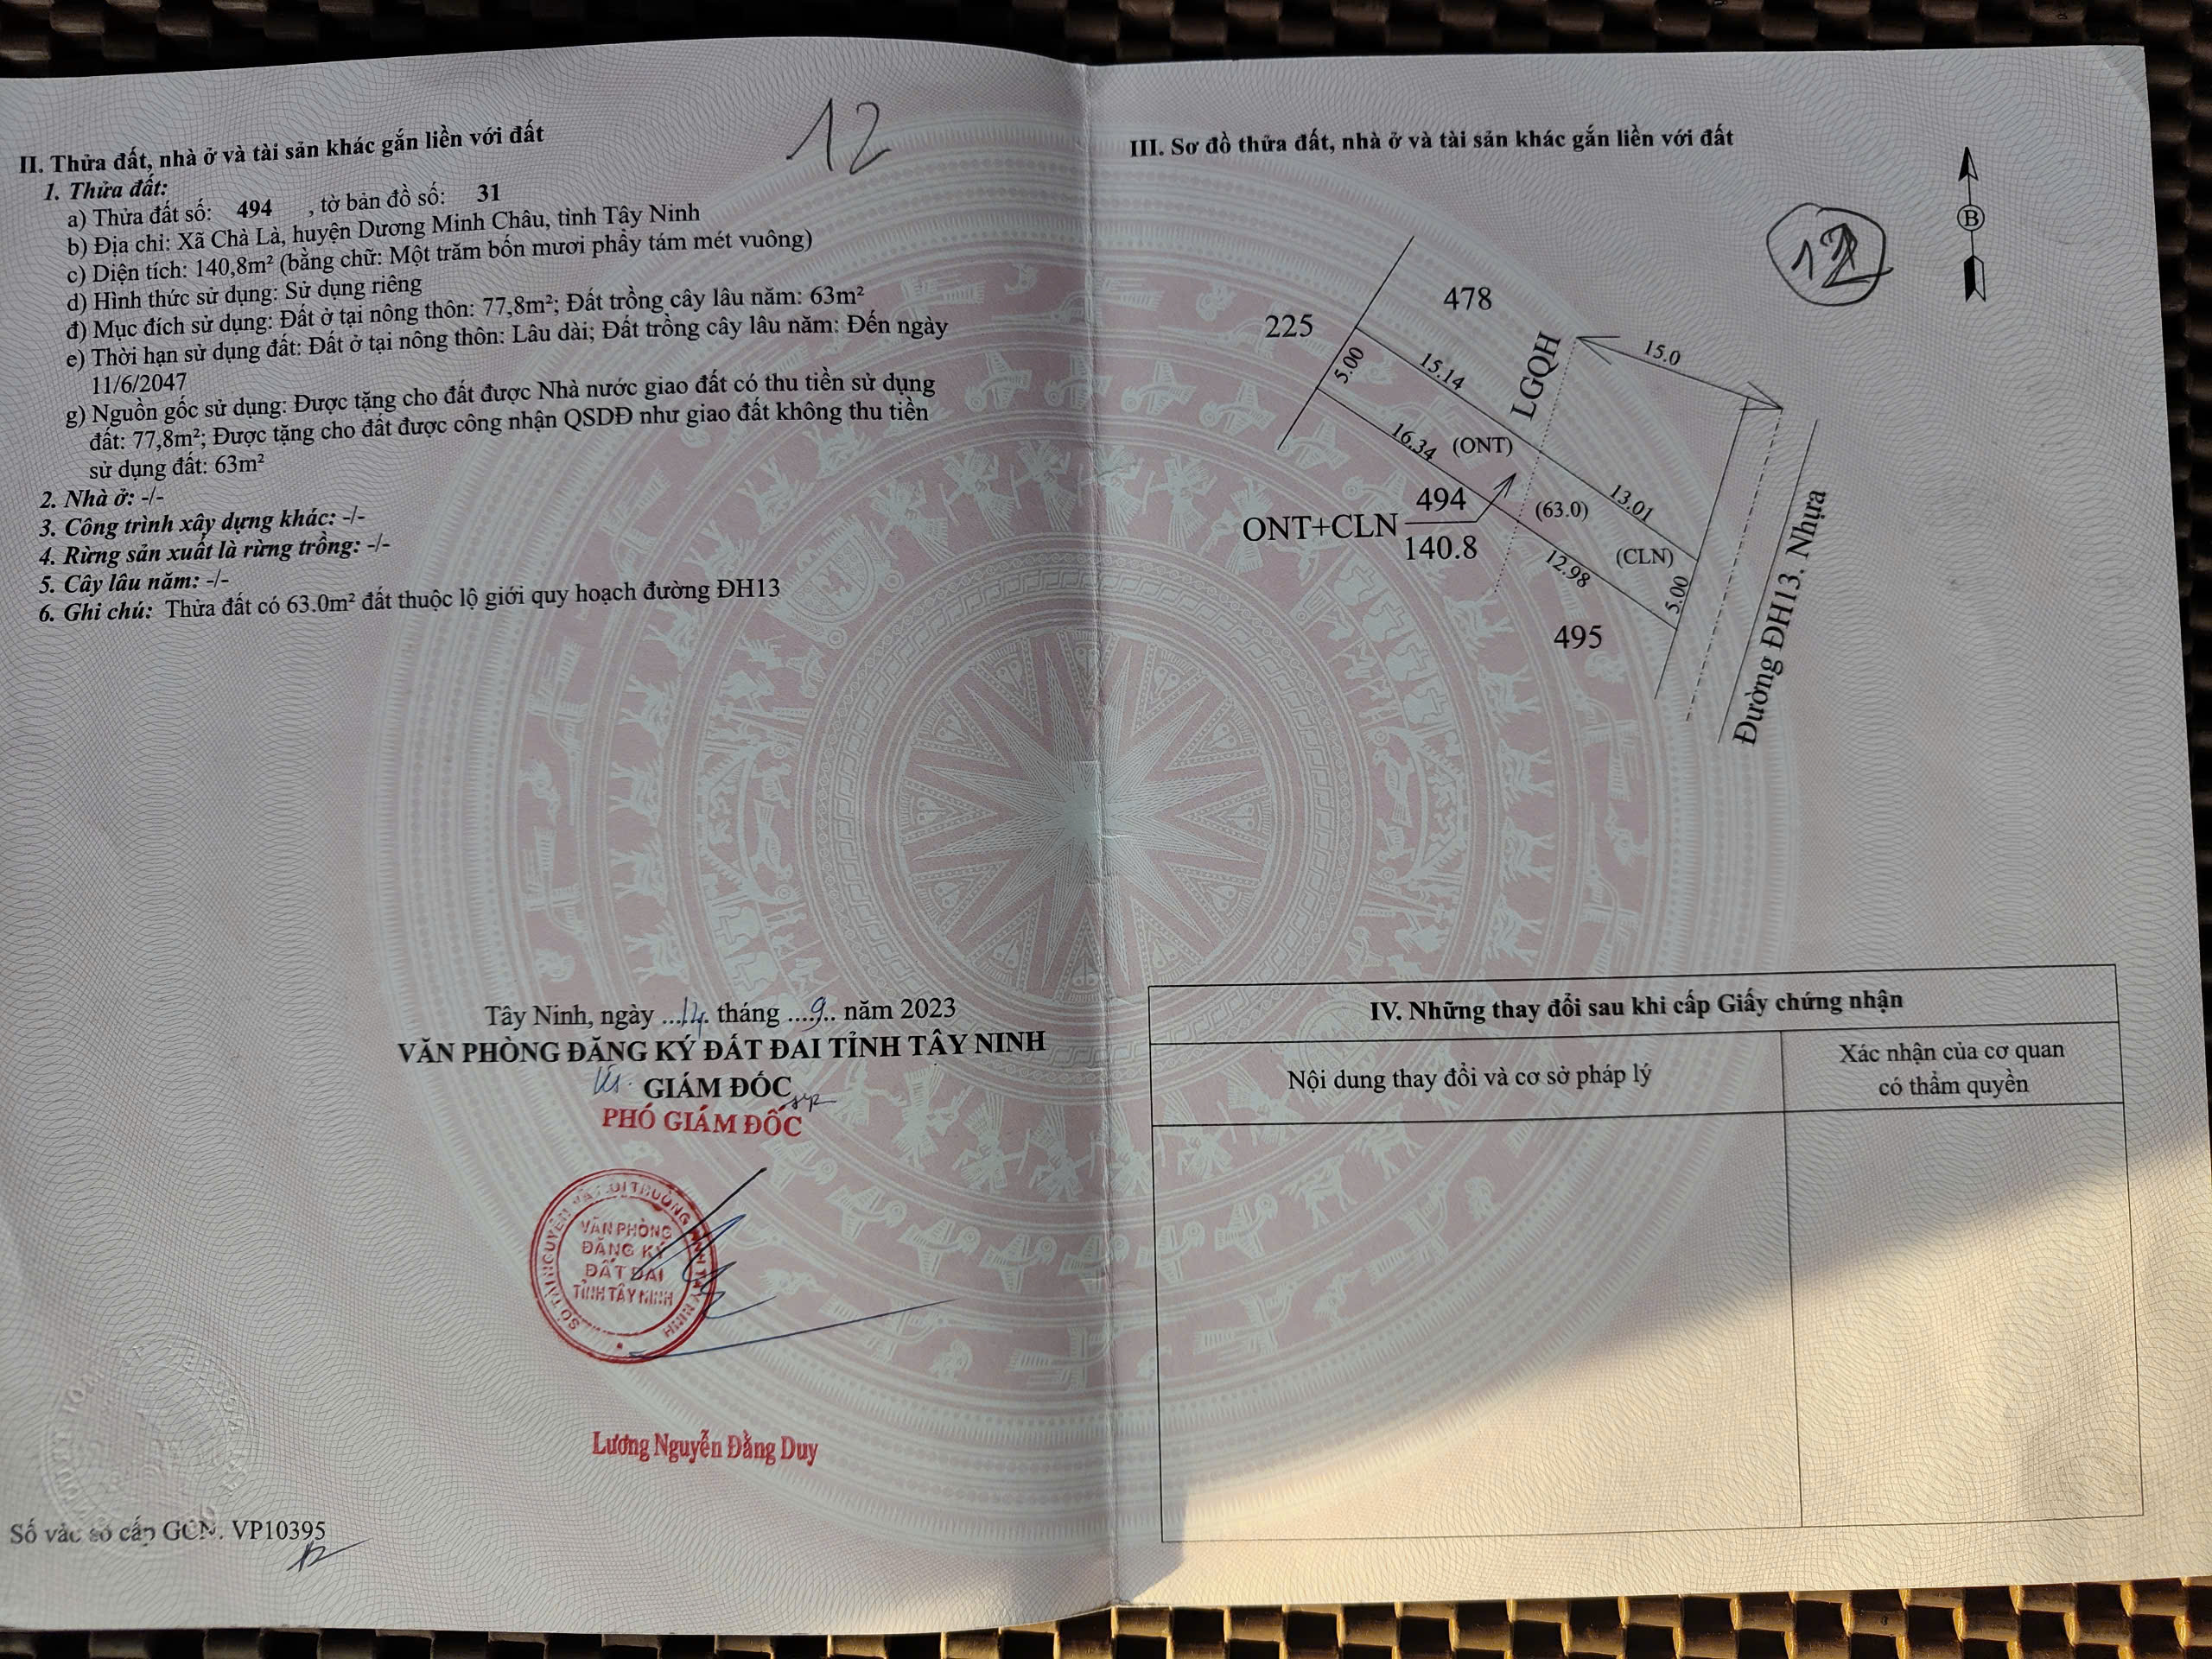 12
II. Thửa đất, nhà ở và tài sản khác gắn liền với đất
1. Thửa đất:
a) Thửa đất số: 494 , tờ bản đồ số: 31
b) Địa chỉ: Xã Chà Là, huyện Dương Minh Châu, tỉnh Tây Ninh
c) Diện tích: 140,8m² (bằng chữ: Một trăm bốn mươi phẩy tám mét vuông)
d) Hình thức sử dụng: Sử dụng riêng
đ) Mục đích sử dụng: Đất ở tại nông thôn: 77,8m²; Đất trồng cây lâu năm: 63m²
e) Thời hạn sử dụng đất: Đất ở tại nông thôn: Lâu dài; Đất trồng cây lâu năm: Đến ngày
11/6/2047
g) Nguồn gốc sử dụng: Được tặng cho đất được Nhà nước giao đất có thu tiền sử dụng
đất: 77,8m²; Được tặng cho đất được công nhận QSDĐ như giao đất không thu tiền
sử dụng đất: 63m²
2. Nhà ở: -/-
3. Công trình xây dựng khác: -/-
4. Rừng sản xuất là rừng trồng: -/-
5. Cây lâu năm: -/-
6. Ghi chú: Thửa đất có 63.0m² đất thuộc lộ giới quy hoạch đường ĐH13
Tây Ninh, ngày ...14. tháng ....9.. năm 2023
VĂN PHÒNG ĐĂNG KÝ ĐẤT ĐAI TỈNH TÂY NINH
GIÁM ĐỐC
PHÓ GIÁM ĐỐC
VĂN PHÒNG
ĐĂNG KÝ
ĐẤT ĐAI
TỈNH TÂY NINH
Lương Nguyễn Đằng Duy
Số vào sổ cấp GCN. VP10395
III. Sơ đồ thửa đất, nhà ở và tài sản khác gắn liền với đất
B
478
225
LGQH
15.0
5.00
15.14
16.34
(ONT)
13.01
494
(63.0)
ONT+CLN
140.8
(CLN)
12.98
5.00
495
Đường ĐH13. Nhựa
IV. Những thay đổi sau khi cấp Giấy chứng nhận
Nội dung thay đổi và cơ sở pháp lý
Xác nhận của cơ quan
có thẩm quyền